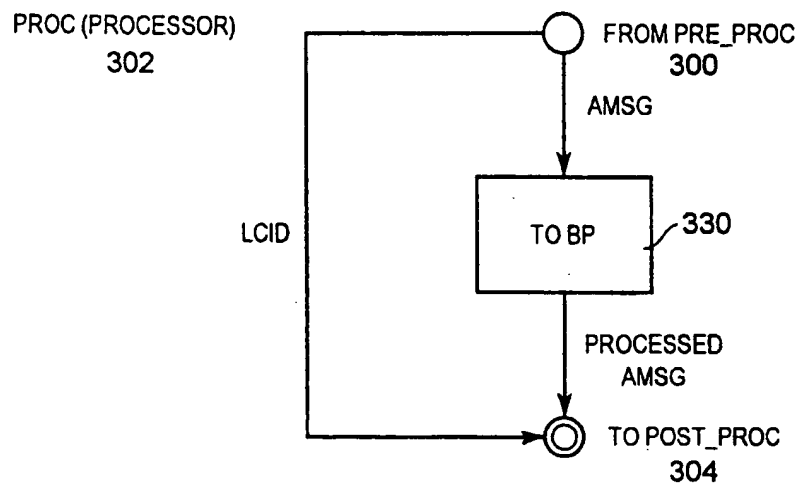 PROC (PROCESSOR)
302
FROM PRE_PROC
300
AMSG
LCID
TO BP
330
PROCESSED
AMSG
TO POST_PROC
304